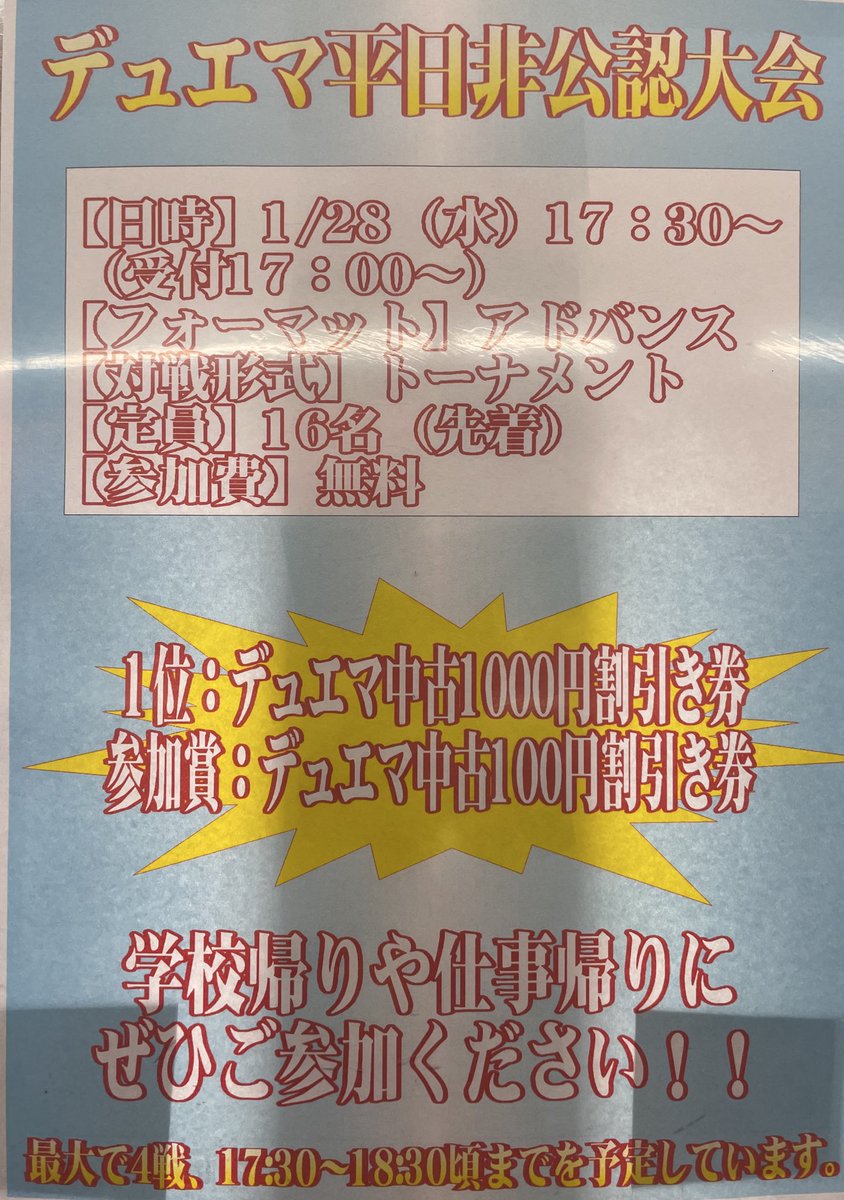 デュエマ平日非公認大会
【日時】1/28（水）17：30～
（受付17：00～）
【フォーマット】アドバンス
【対戦形式】トーナメント
【定員】16名（先着）
【参加費】無料
1位：デュエマ中古1000円割引き券
参加賞：デュエマ中古100円割引き券
学校帰りや仕事帰りに
ぜひご参加ください！！
最大で4戦、17:30～18:30頃までを予定しています。